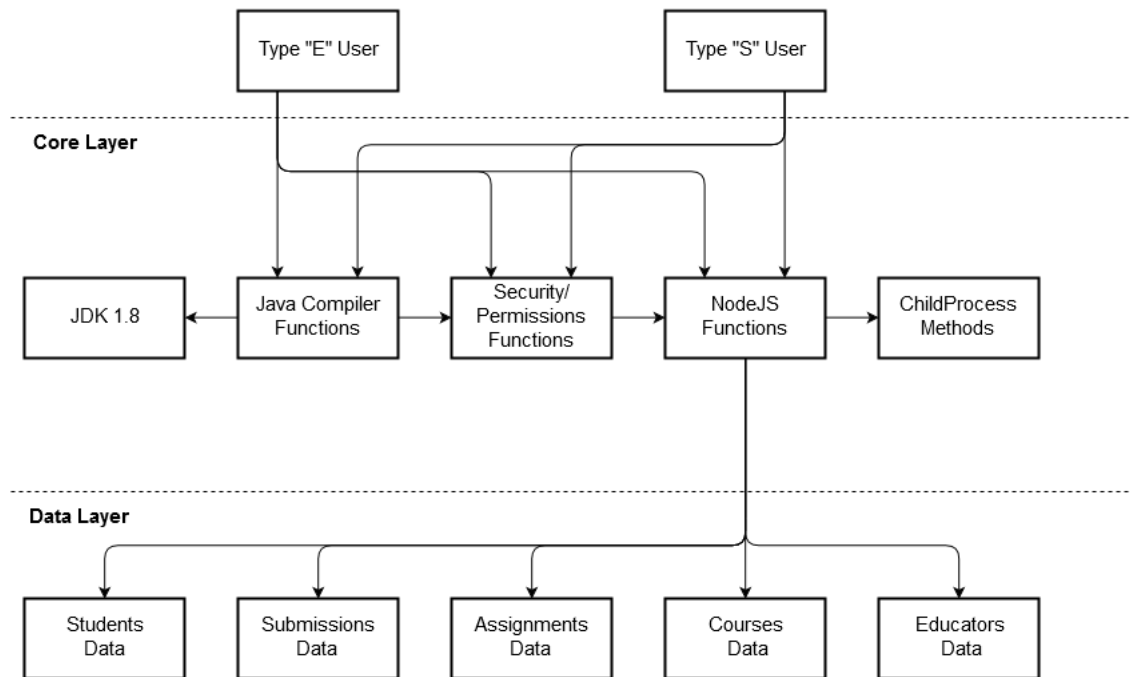 Type "E" User
Type "S" User
Core Layer
JDK 1.8
Java Compiler
Functions
Security/
Permissions
Functions
NodeJS
Functions
ChildProcess
Methods
Data Layer
Students
Data
Submissions
Data
Assignments
Data
Courses
Data
Educators
Data